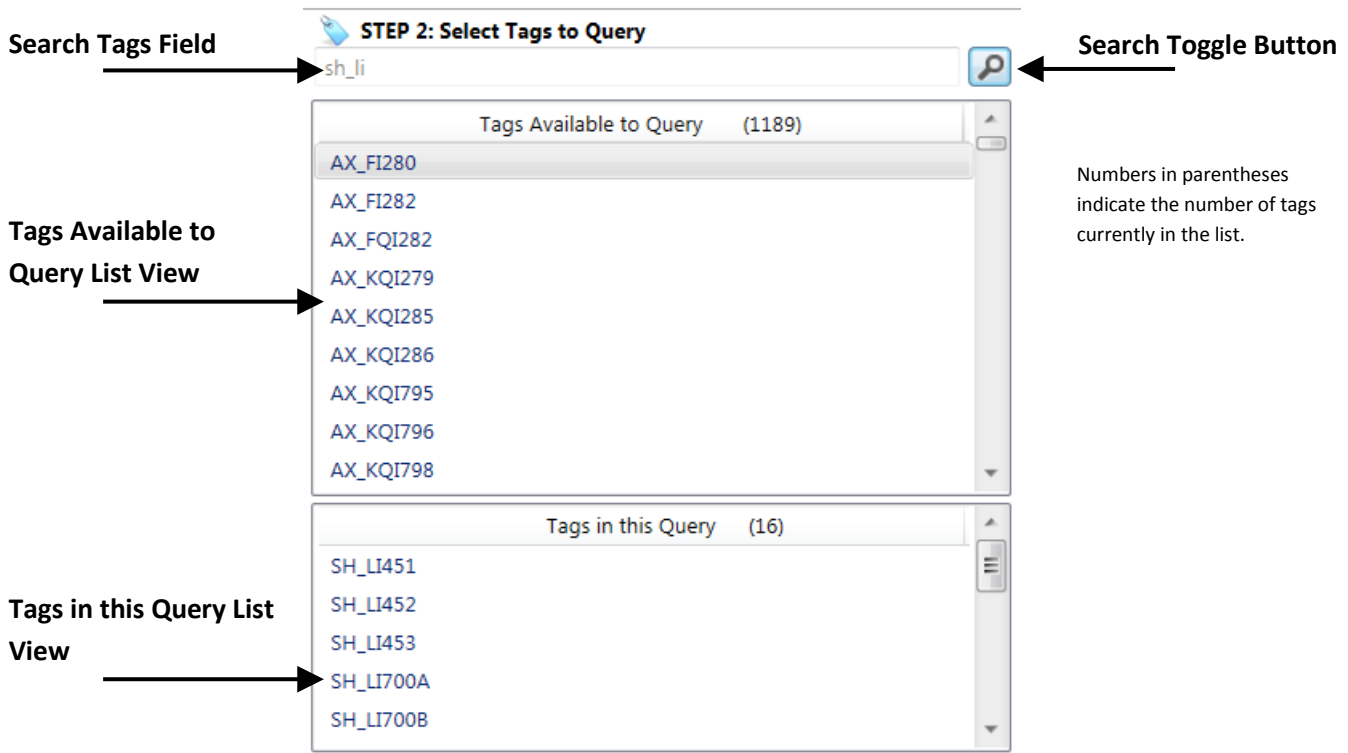 STEP 2: Select Tags to Query
Search Tags Field
Search Toggle Button
sh_li
Tags Available to Query (1189)
AX_FI280
Numbers in parentheses
indicate the number of tags
currently in the list.
AX_FI282
Tags Available to
Query List View
AX_FQI282
AX_KQI279
AX_KQI285
AX_KQI286
AX_KQI795
AX_KQI796
AX_KQI798
Tags in this Query (16)
SH_LI451
SH_LI452
Tags in this Query List
View
SH_LI453
SH_LI700A
SH_LI700B